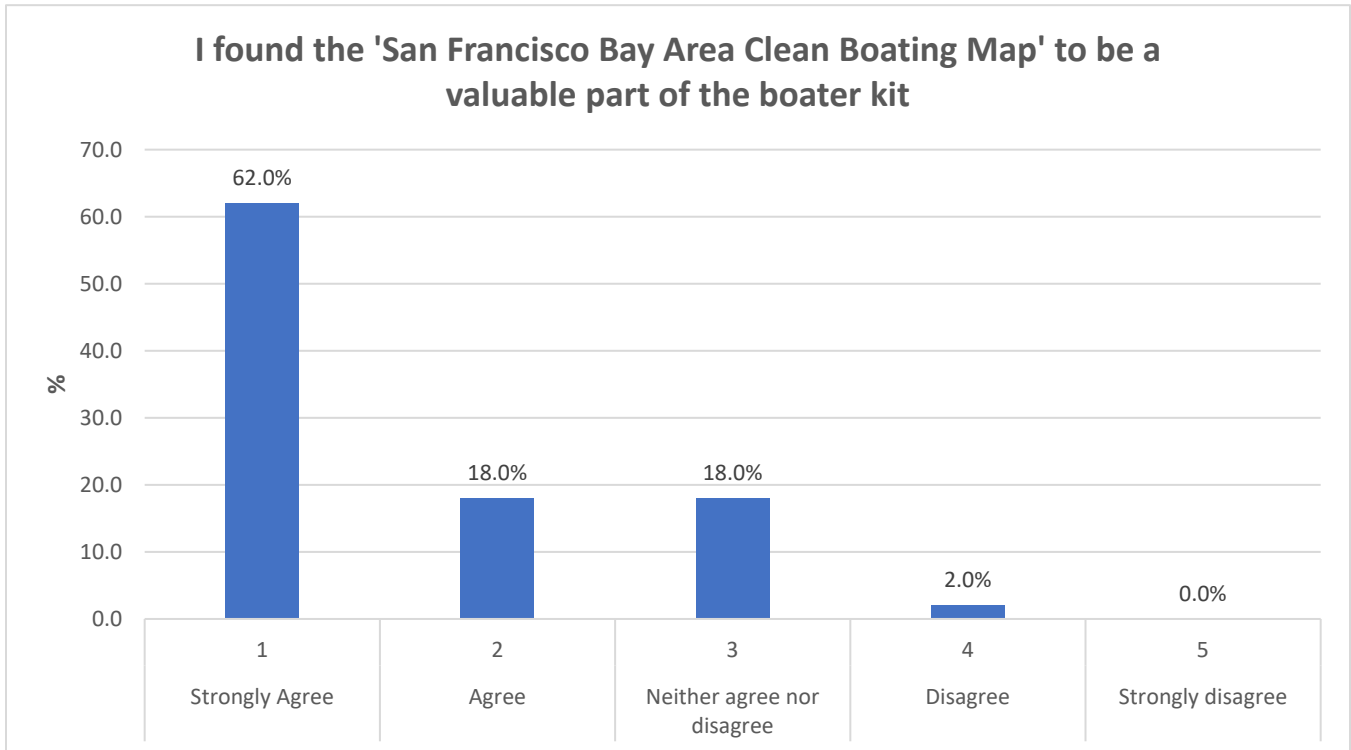 I found the 'San Francisco Bay Area Clean Boating Map' to be a
valuable part of the boater kit
70.0
60.0
50.0
40.0
30.0
20.0
10.0
0.0
%
62.0%
18.0%
18.0%
2.0%
0.0%
1
2
3
4
5
Strongly Agree
Agree
Neither agree nor
disagree
Disagree
Strongly disagree